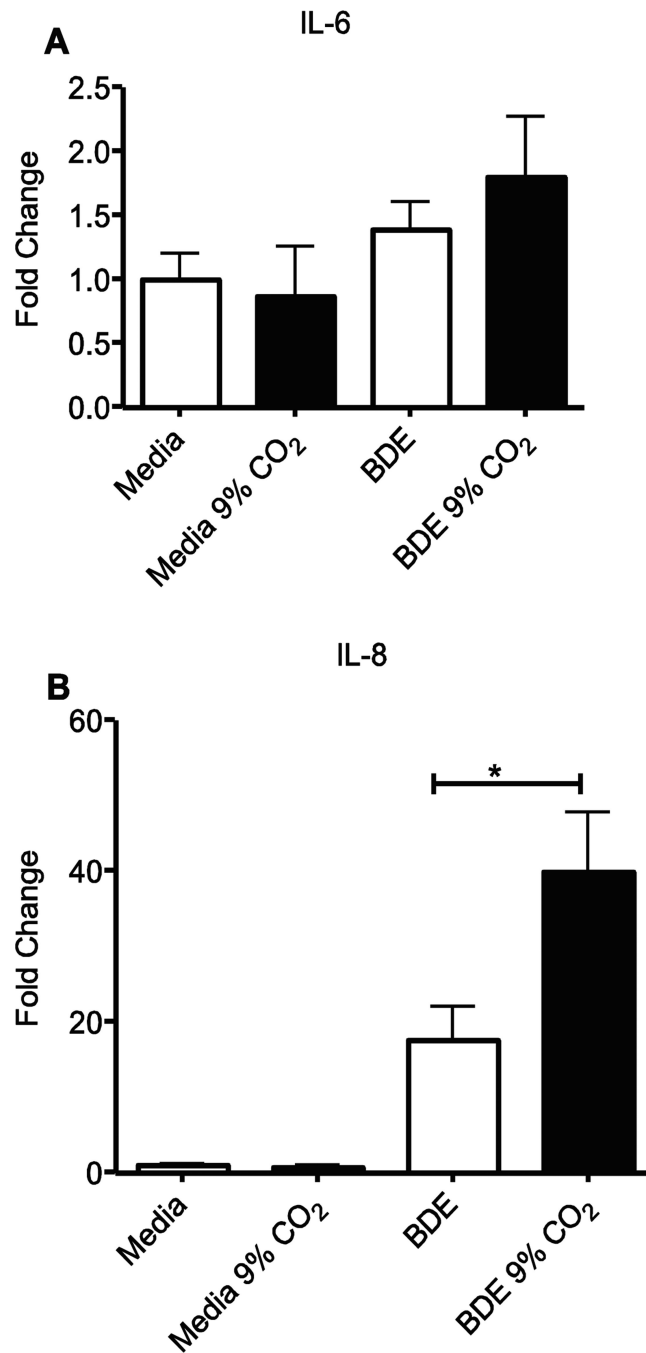 IL-6
A
Fold Change
2.5
2.0
1.5
1.0
0.5
0.0
Media
Media 9% CO₂
BDE
BDE 9% CO₂
IL-8
B
Fold Change
60
40
20
0
*
Media
Media 9% CO₂
BDE
BDE 9% CO₂